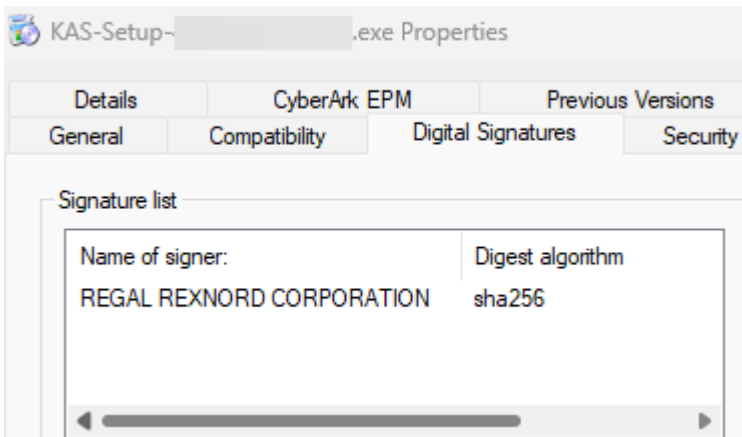 KAS-Setup- .exe Properties
Details CyberArk EPM Previous Versions
General Compatibility Digital Signatures Security
Signature list
Name of signer: Digest algorithm
REGAL REXNORD CORPORATION sha256